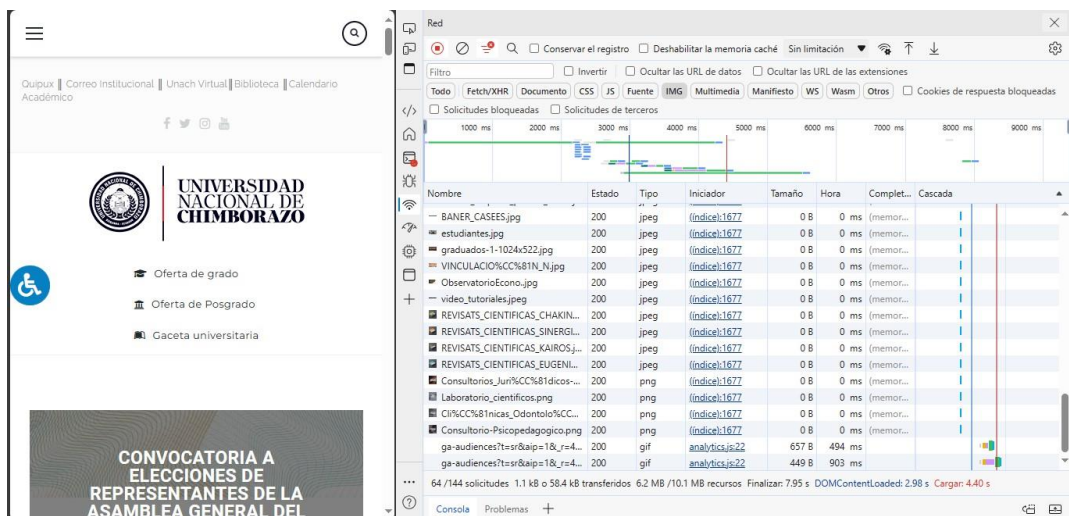 Quipux || Correo Institucional || Unach Virtual || Biblioteca || Calendario
Académico
UNIVERSIDAD
NACIONAL DE
CHIMBORAZO
Oferta de grado
Oferta de Posgrado
Gaceta universitaria
CONVOCATORIA A
ELECCIONES DE
REPRESENTANTES DE LA
ASAMBLEA GENERAL DEL
Red
Conservar el registro Deshabilitar la memoria caché Sin limitación
Filtro Invertir Ocultar las URL de datos Ocultar las URL de las extensiones
Todo Fetch/XHR Documento CSS JS Fuente IMG Multimedia Manifiesto WS Wasm Otros Cookies de respuesta bloqueadas
Solicitudes bloqueadas Solicitudes de terceros
1000 ms 2000 ms 3000 ms 4000 ms 5000 ms 6000 ms 7000 ms 8000 ms 9000 ms
Nombre Estado Tipo Iniciador Tamaño Hora Complet... Cascada
BANER_CASEES.jpg 200 jpeg (índice):1677 0 B 0 ms (memor...
estudiantes.jpg 200 jpeg (índice):1677 0 B 0 ms (memor...
graduados-1-1024x522.jpg 200 jpeg (índice):1677 0 B 0 ms (memor...
VINCULACIO%CC%81N_N.jpg 200 jpeg (índice):1677 0 B 0 ms (memor...
ObservatorioEcono..jpg 200 jpeg (índice):1677 0 B 0 ms (memor...
video_tutoriales.jpeg 200 jpeg (índice):1677 0 B 0 ms (memor...
REVISATS_CIENTIFICAS_CHAKIN... 200 jpeg (índice):1677 0 B 0 ms (memor...
REVISATS_CIENTIFICAS_SINERGI... 200 jpeg (índice):1677 0 B 0 ms (memor...
REVISATS_CIENTIFICAS_KAIROS.j... 200 jpeg (índice):1677 0 B 0 ms (memor...
REVISATS_CIENTIFICAS_EUGENI... 200 jpeg (índice):1677 0 B 0 ms (memor...
Consultorios_Juri%CC%81dicos-... 200 png (índice):1677 0 B 0 ms (memor...
Laboratorio_cientificos.png 200 png (índice):1677 0 B 0 ms (memor...
Cli%CC%81nicas_Odontolo%CC... 200 png (índice):1677 0 B 0 ms (memor...
Consultorio-Psicopedagogico.png 200 png (índice):1677 0 B 0 ms (memor...
ga-audiences?t=sr&aip=1&_r=4... 200 gif analytics.js:22 657 B 494 ms
ga-audiences?t=sr&aip=1&_r=4... 200 gif analytics.js:22 449 B 903 ms
64 /144 solicitudes 1.1 kB o 58.4 kB transferidos 6.2 MB /10.1 MB recursos Finalizar: 7.95 s DOMContentLoaded: 2.98 s Cargar: 4.40 s
Consola Problemas